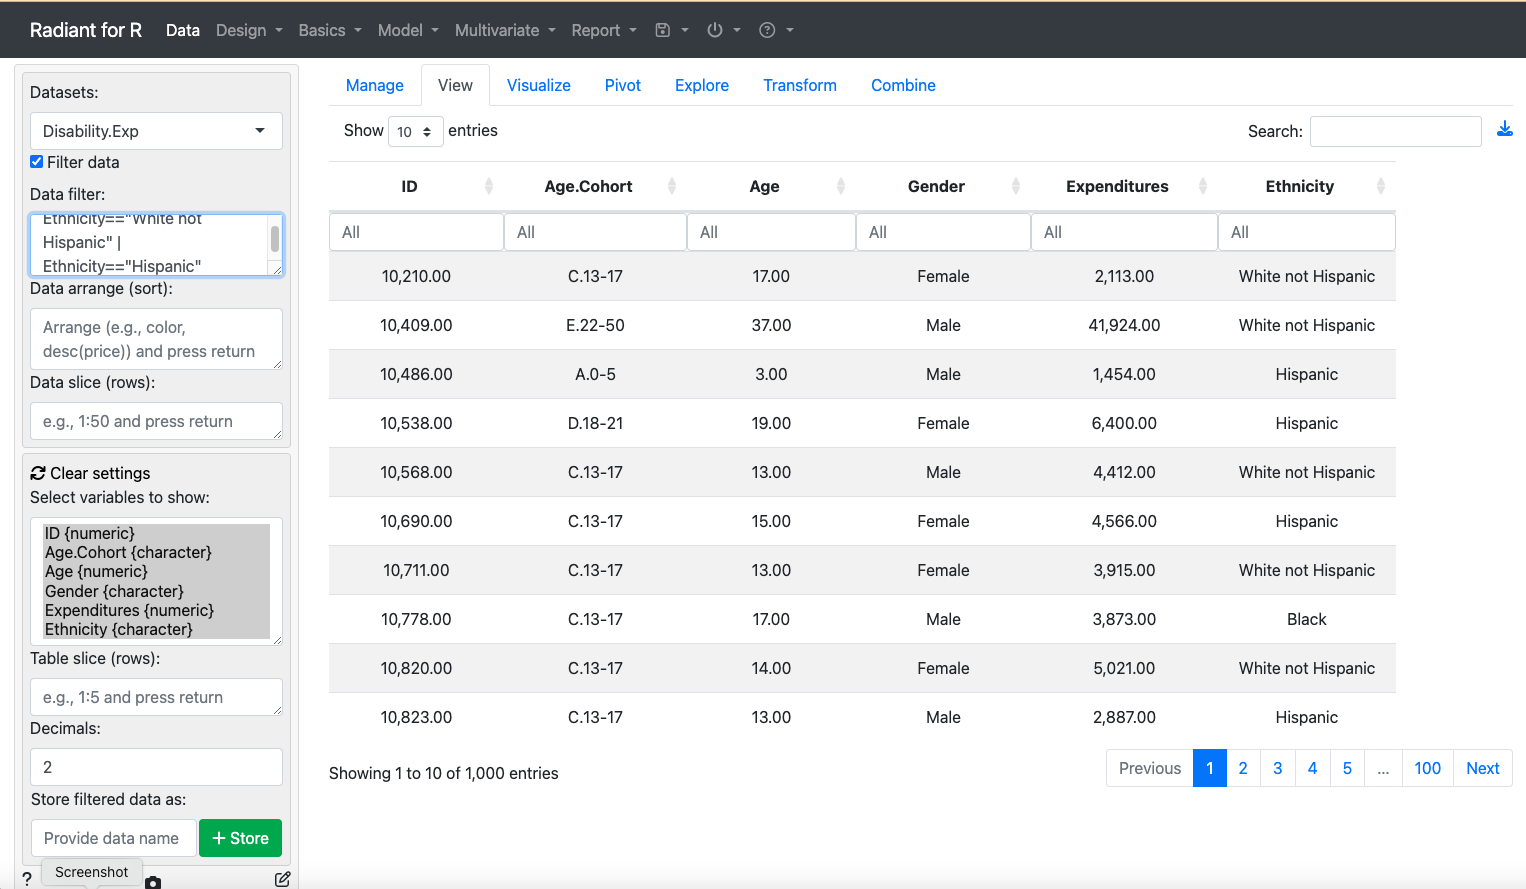 Radiant for R Data Design Basics Model Multivariate Report
Datasets:
Disability.Exp
Filter data
Data filter:
Ethnicity=="White not
Hispanic" |
Ethnicity=="Hispanic"
Data arrange (sort):
Arrange (e.g., color,
desc(price)) and press return
Data slice (rows):
e.g., 1:50 and press return
Clear settings
Select variables to show:
ID {numeric}
Age.Cohort {character}
Age {numeric}
Gender {character}
Expenditures {numeric}
Ethnicity {character}
Table slice (rows):
e.g., 1:5 and press return
Decimals:
2
Store filtered data as:
Provide data name + Store
? Screenshot
Manage View Visualize Pivot Explore Transform Combine
Show 10 entries Search:
ID Age.Cohort Age Gender Expenditures Ethnicity
All All All All All All
10,210.00 C.13-17 17.00 Female 2,113.00 White not Hispanic
10,409.00 E.22-50 37.00 Male 41,924.00 White not Hispanic
10,486.00 A.0-5 3.00 Male 1,454.00 Hispanic
10,538.00 D.18-21 19.00 Female 6,400.00 Hispanic
10,568.00 C.13-17 13.00 Male 4,412.00 White not Hispanic
10,690.00 C.13-17 15.00 Female 4,566.00 Hispanic
10,711.00 C.13-17 13.00 Female 3,915.00 White not Hispanic
10,778.00 C.13-17 17.00 Male 3,873.00 Black
10,820.00 C.13-17 14.00 Female 5,021.00 White not Hispanic
10,823.00 C.13-17 13.00 Male 2,887.00 Hispanic
Showing 1 to 10 of 1,000 entries Previous 1 2 3 4 5 ... 100 Next